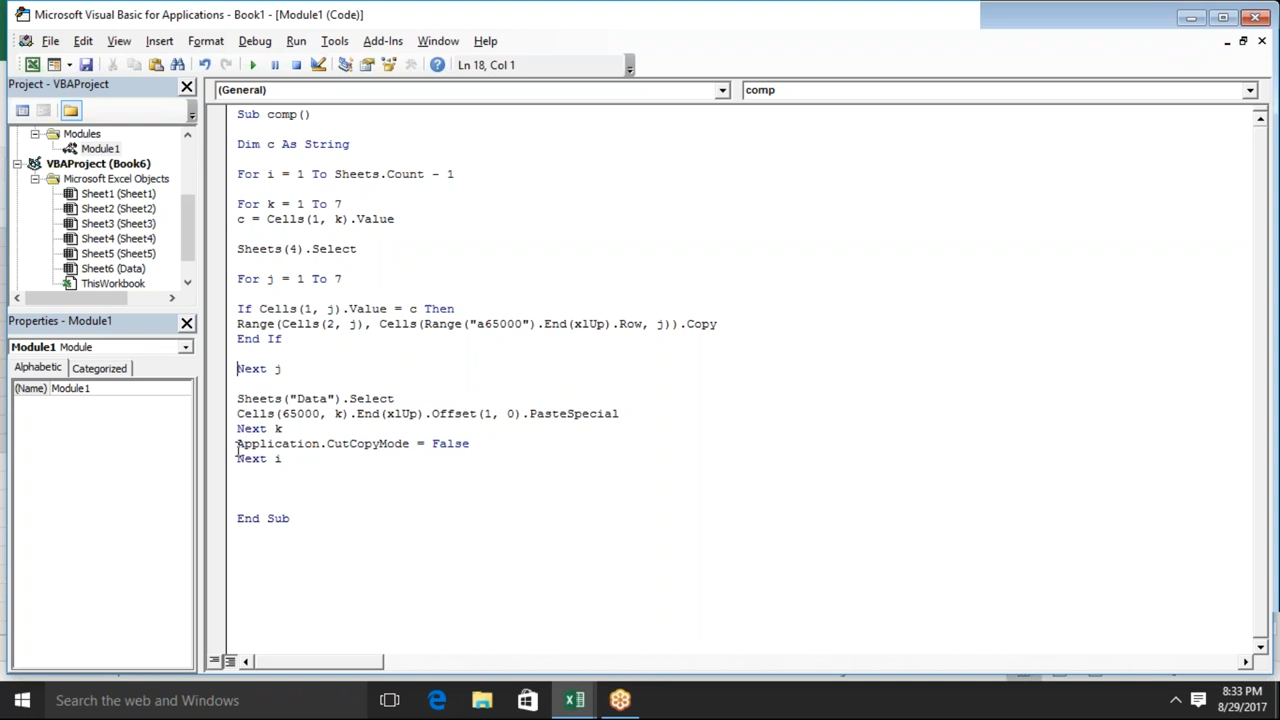 Microsoft Visual Basic for Applications - Book1 - [Module1 (Code)]
File Edit View Insert Format Debug Run Tools Add-Ins Window Help
Ln 18, Col 1
Project - VBAProject
(General)
comp
Modules
Module1
VBAProject (Book6)
Microsoft Excel Objects
Sheet1 (Sheet1)
Sheet2 (Sheet2)
Sheet3 (Sheet3)
Sheet4 (Sheet4)
Sheet5 (Sheet5)
Sheet6 (Data)
ThisWorkbook
Properties - Module1
Module1 Module
Alphabetic Categorized
(Name) Module1
Sub comp()
Dim c As String
For i = 1 To Sheets.Count - 1
For k = 1 To 7
c = Cells(1, k).Value
Sheets(4).Select
For j = 1 To 7
If Cells(1, j).Value = c Then
Range(Cells(2, j), Cells(Range("a65000").End(xlUp).Row, j)).Copy
End If
Next j
Sheets("Data").Select
Cells(65000, k).End(xlUp).Offset(1, 0).PasteSpecial
Next k
Application.CutCopyMode = False
Next i
End Sub
Search the web and Windows
8:33 PM
8/29/2017